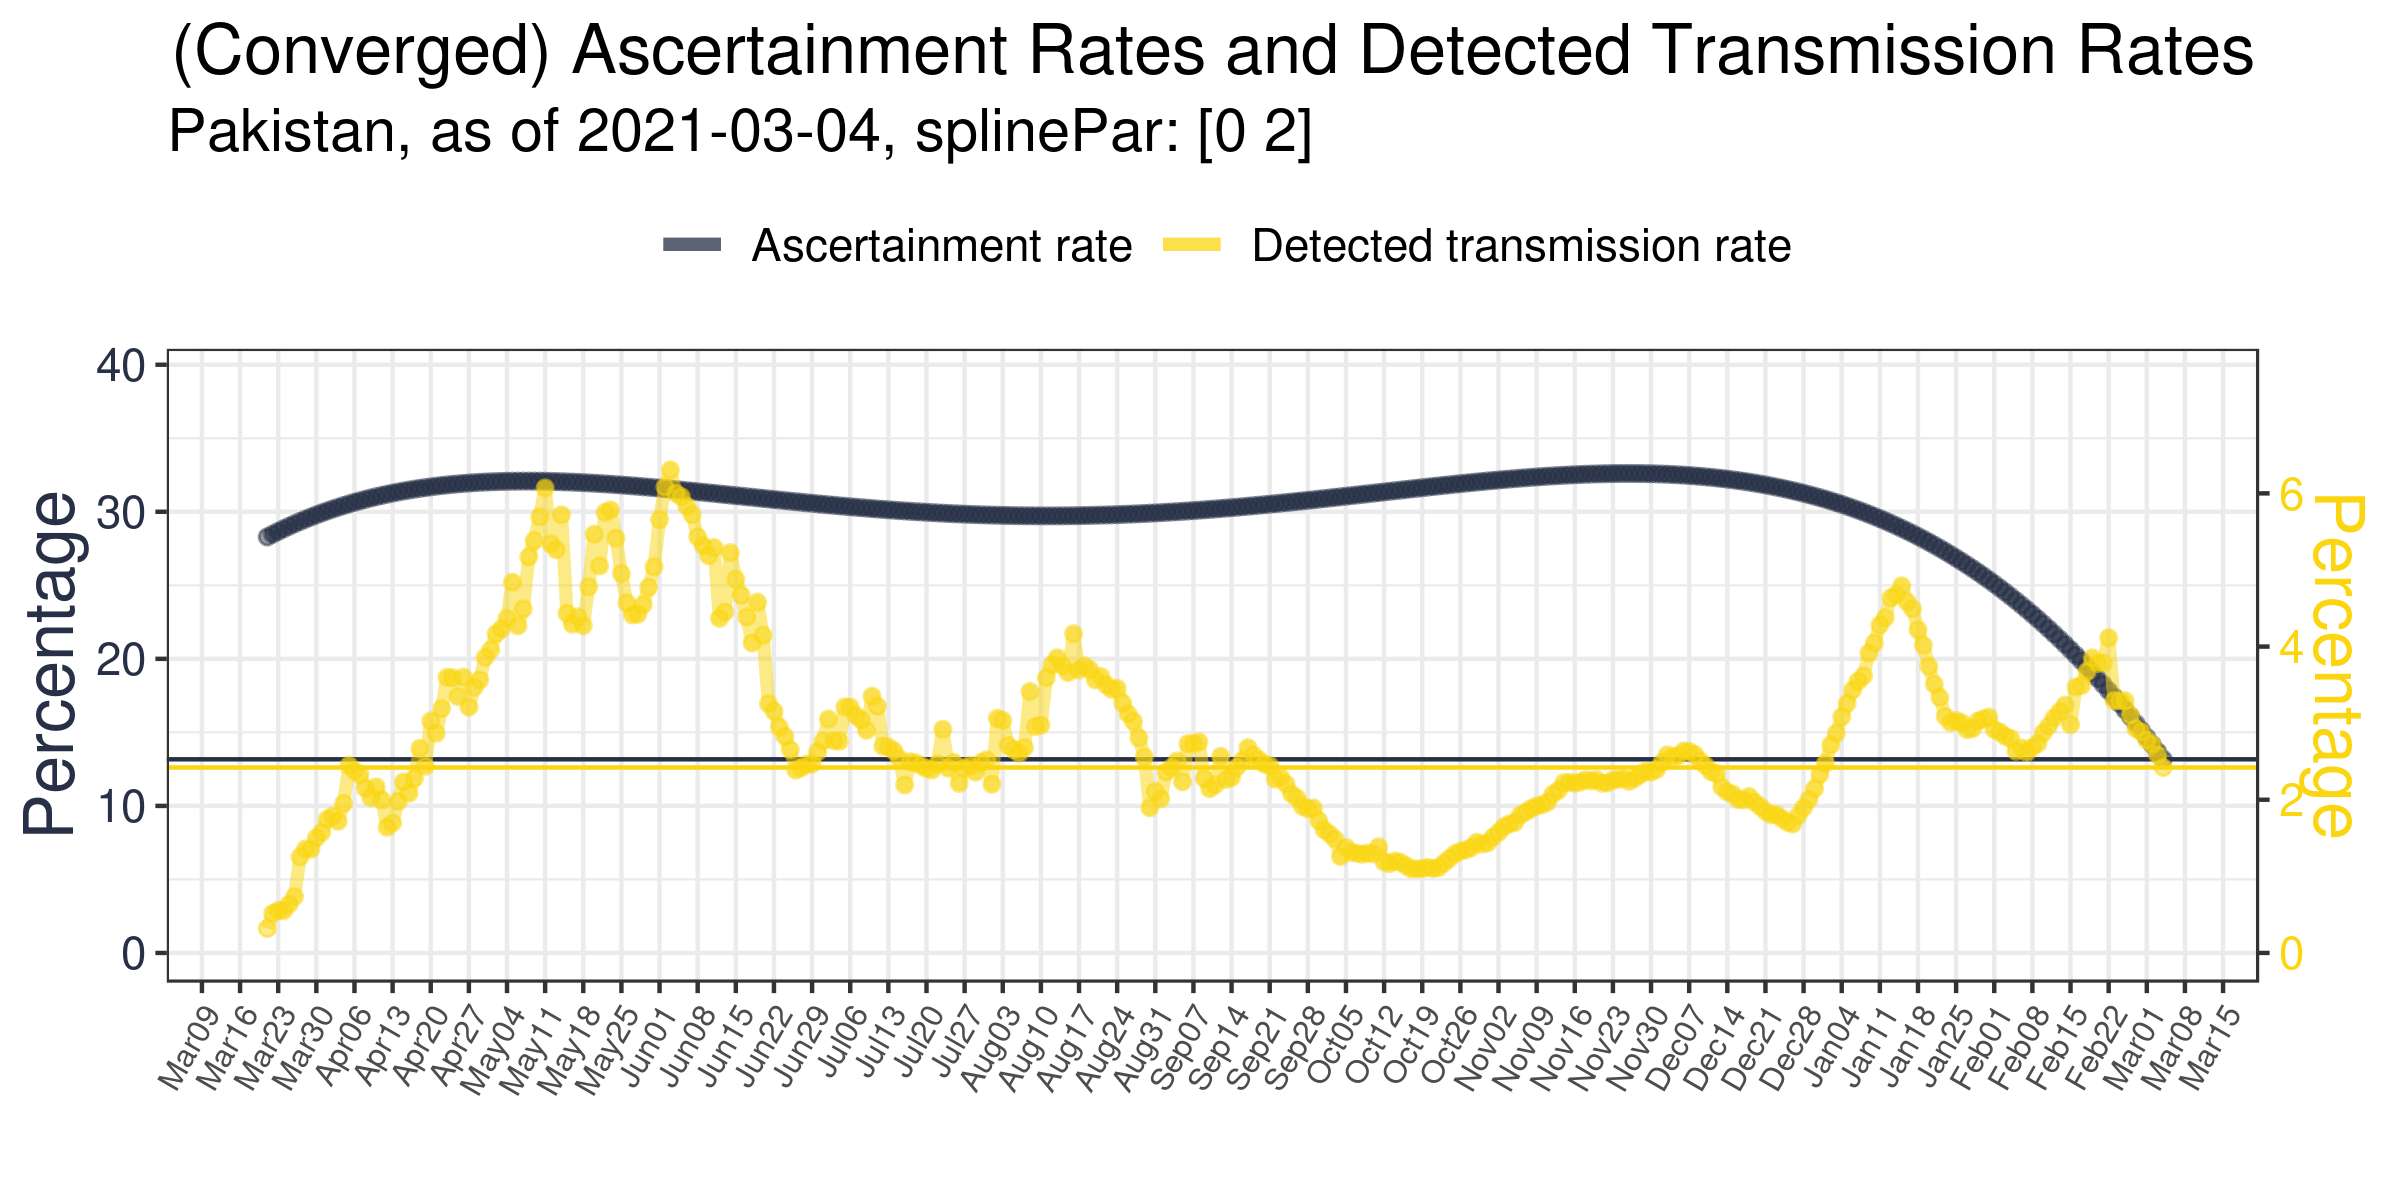 (Converged) Ascertainment Rates and Detected Transmission Rates
Pakistan, as of 2021-03-04, splinePar: [0 2]
Ascertainment rate
Detected transmission rate
Percentage
40
30
20
10
0
6
4
2
0
Percentage
Mar09
Mar16
Mar23
Mar30
Apr06
Apr13
Apr20
Apr27
May04
May11
May18
May25
Jun01
Jun08
Jun15
Jun22
Jun29
Jul06
Jul13
Jul20
Jul27
Aug03
Aug10
Aug17
Aug24
Aug31
Sep07
Sep14
Sep21
Sep28
Oct05
Oct12
Oct19
Oct26
Nov02
Nov09
Nov16
Nov23
Nov30
Dec07
Dec14
Dec21
Dec28
Jan04
Jan11
Jan18
Jan25
Feb01
Feb08
Feb15
Feb22
Mar01
Mar08
Mar15